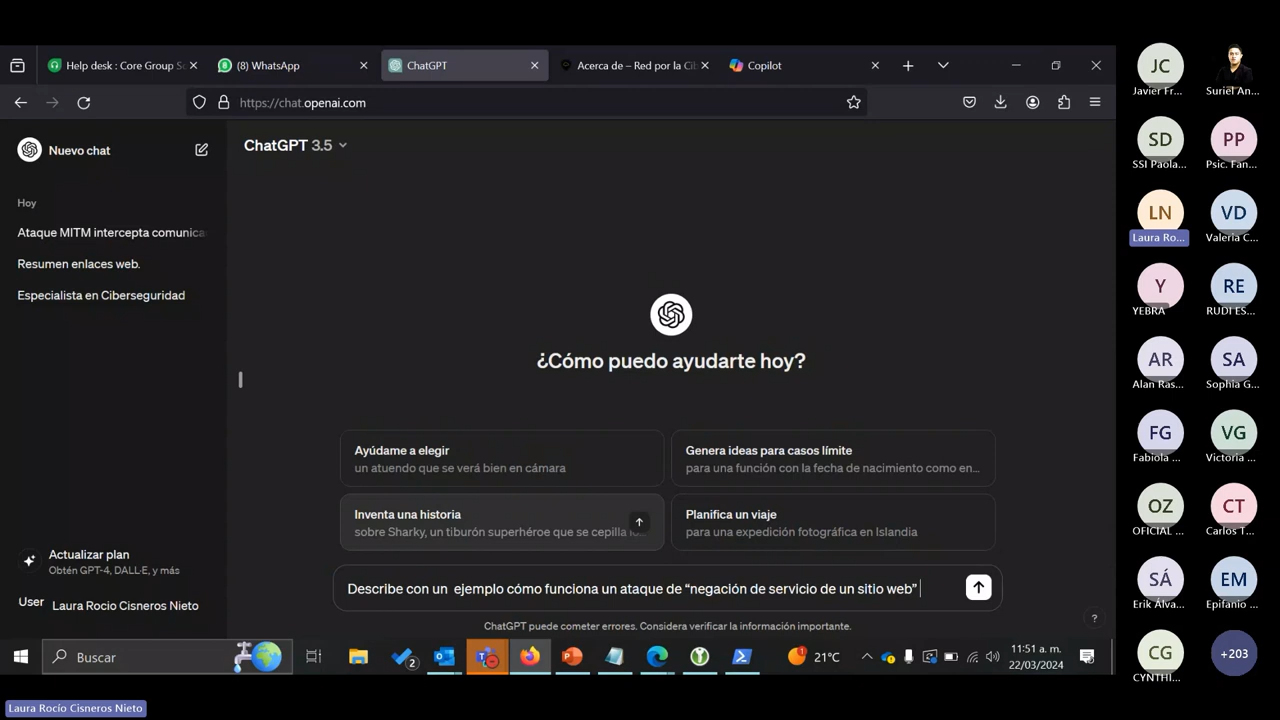 Help desk : Core Group Se
(8) WhatsApp
ChatGPT
Acerca de – Red por la Cib
Copilot
https://chat.openai.com
Nuevo chat
ChatGPT 3.5
Hoy
Ataque MITM intercepta comunica
Resumen enlaces web.
Especialista en Ciberseguridad
¿Cómo puedo ayudarte hoy?
Ayúdame a elegir
un atuendo que se verá bien en cámara
Genera ideas para casos límite
para una función con la fecha de nacimiento como en...
Inventa una historia
sobre Sharky, un tiburón superhéroe que se cepilla lo
Planifica un viaje
para una expedición fotográfica en Islandia
Actualizar plan
Obtén GPT-4, DALL·E, y más
User
Laura Rocio Cisneros Nieto
Describe con un  ejemplo cómo funciona un ataque de “negación de servicio de un sitio web”
ChatGPT puede cometer errores. Considera verificar la información importante.
?
Buscar
2
1
21°C
11:51 a. m.
22/03/2024
Laura Rocío Cisneros Nieto
JC
Javier Fr...
Suriel An...
SD
SSI Paola...
PP
Psic. Fan...
LN
Laura Ro...
VD
Valeria C...
Y
YEBRA
RE
RUDI ES...
AR
Alan Ras...
SA
Sophia G...
FG
Fabiola ...
VG
Victoria ...
OZ
OFICIAL ...
CT
Carlos T...
SÁ
Erik Álva...
EM
Epifanio ...
CG
CYNTHI...
+203